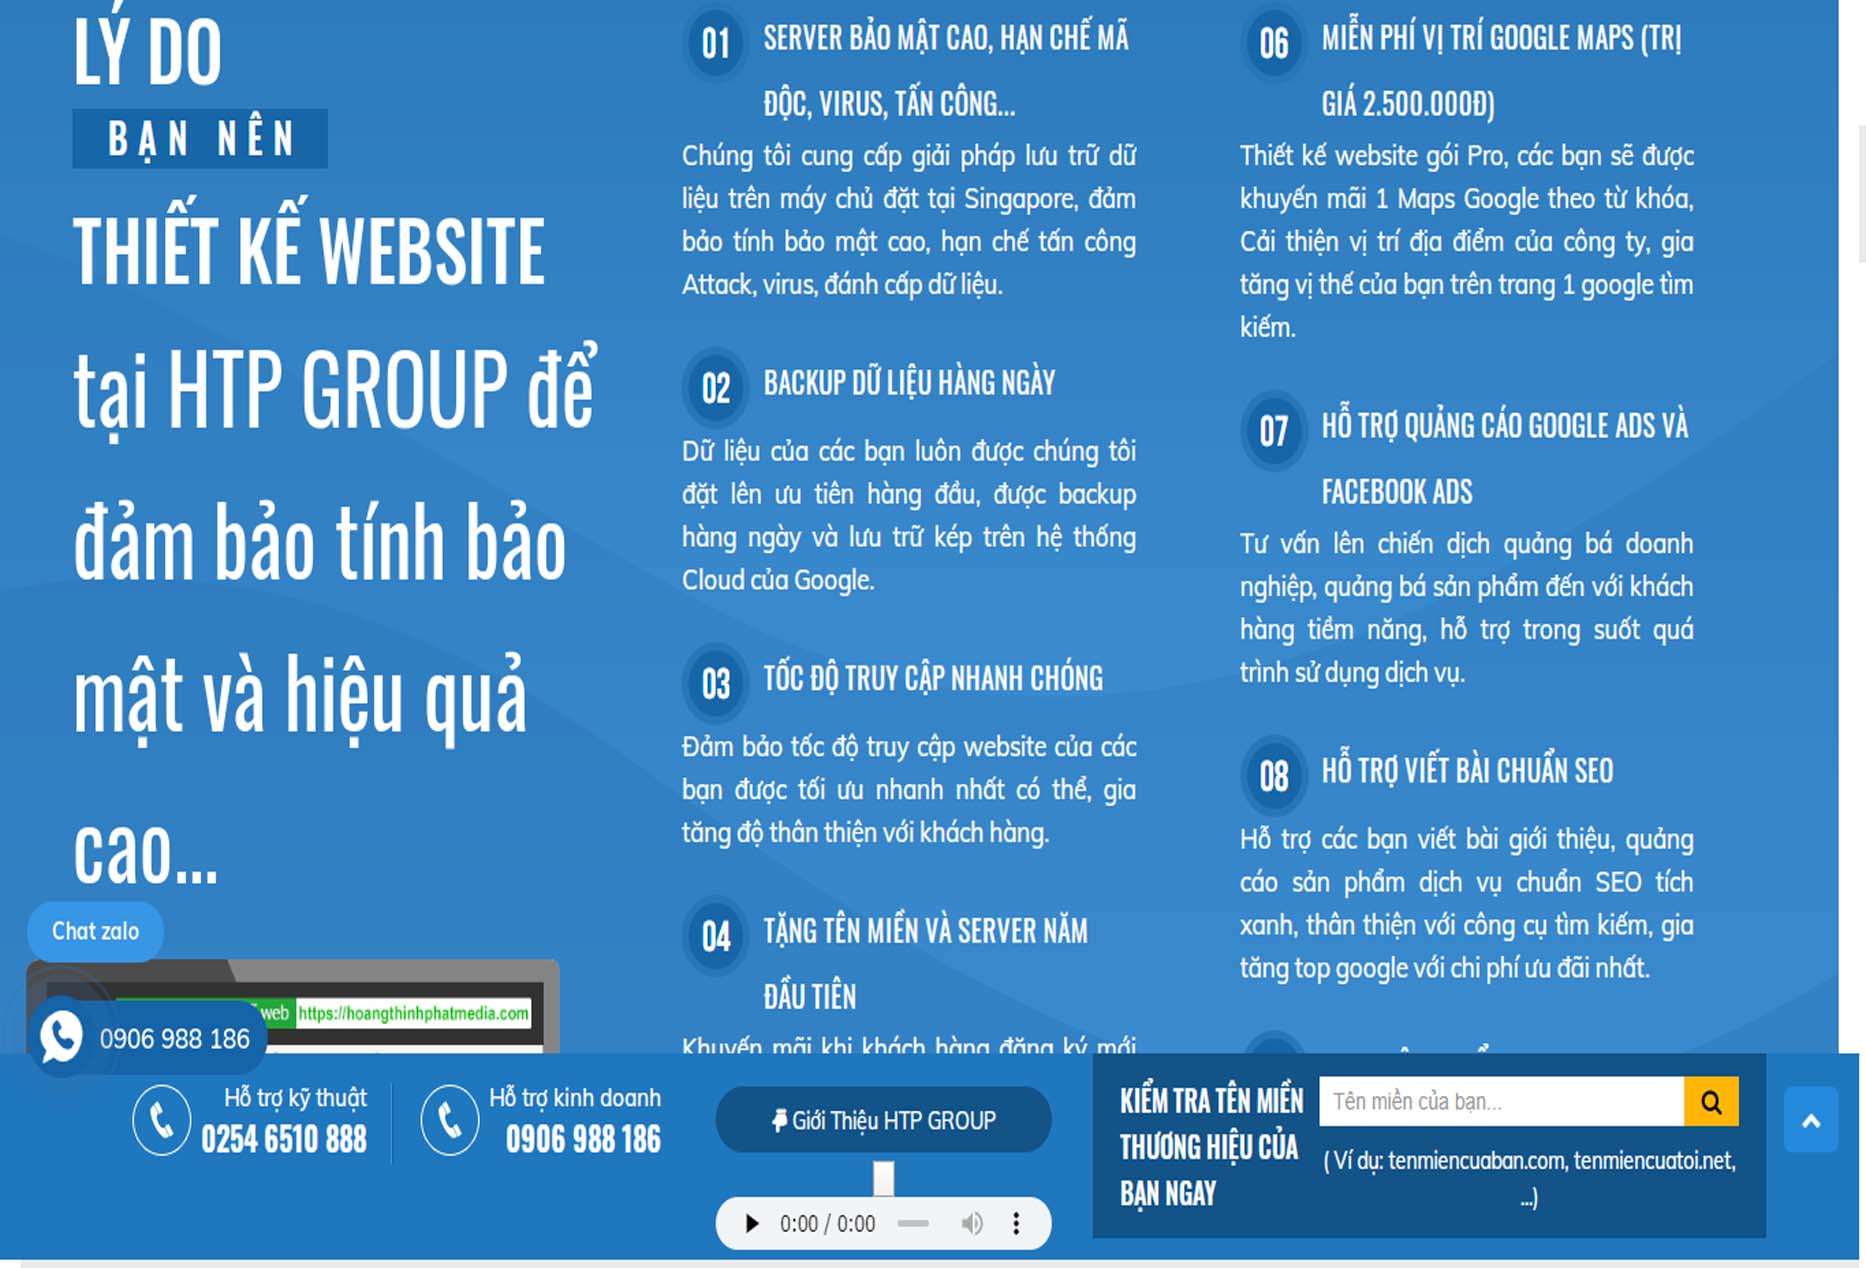 LÝ DO
BẠN NÊN
THIẾT KẾ WEBSITE
tại HTP GROUP để
đảm bảo tính bảo
mật và hiệu quả
cao...
01 SERVER BẢO MẬT CAO, HẠN CHẾ MÃ
ĐỘC, VIRUS, TẤN CÔNG...
Chúng tôi cung cấp giải pháp lưu trữ dữ
liệu trên máy chủ đặt tại Singapore, đảm
bảo tính bảo mật cao, hạn chế tấn công
Attack, virus, đánh cấp dữ liệu.
02 BACKUP DỮ LIỆU HÀNG NGÀY
Dữ liệu của các bạn luôn được chúng tôi
đặt lên ưu tiên hàng đầu, được backup
hàng ngày và lưu trữ kép trên hệ thống
Cloud của Google.
03 TỐC ĐỘ TRUY CẬP NHANH CHÓNG
Đảm bảo tốc độ truy cập website của các
bạn được tối ưu nhanh nhất có thể, gia
tăng độ thân thiện với khách hàng.
04 TẶNG TÊN MIỀN VÀ SERVER NĂM
ĐẦU TIÊN
Khuyến mãi khi khách hàng đăng ký mới
06 MIỄN PHÍ VỊ TRÍ GOOGLE MAPS (TRỊ
GIÁ 2.500.000Đ)
Thiết kế website gói Pro, các bạn sẽ được
khuyến mãi 1 Maps Google theo từ khóa,
Cải thiện vị trí địa điểm của công ty, gia
tăng vị thế của bạn trên trang 1 google tìm
kiếm.
07 HỖ TRỢ QUẢNG CÁO GOOGLE ADS VÀ
FACEBOOK ADS
Tư vấn lên chiến dịch quảng bá doanh
nghiệp, quảng bá sản phẩm đến với khách
hàng tiềm năng, hỗ trợ trong suốt quá
trình sử dụng dịch vụ.
08 HỖ TRỢ VIẾT BÀI CHUẨN SEO
Hỗ trợ các bạn viết bài giới thiệu, quảng
cáo sản phẩm dịch vụ chuẩn SEO tích
xanh, thân thiện với công cụ tìm kiếm, gia
tăng top google với chi phí ưu đãi nhất.
Chat zalo
web https://hoangthinhphatmedia.com
0906 988 186
Hỗ trợ kỹ thuật
0254 6510 888
Hỗ trợ kinh doanh
0906 988 186
Giới Thiệu HTP GROUP
0:00 / 0:00
KIỂM TRA TÊN MIỀN
THƯƠNG HIỆU CỦA
BẠN NGAY
Tên miền của bạn...
( Ví dụ: tenmiencuaban.com, tenmiencuatoi.net,
...)